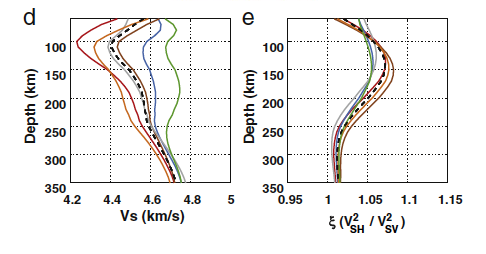 d
Depth (km)
100
150
200
250
300
350
4.2 4.4 4.6 4.8 5
Vs (km/s)
e
Depth (km)
100
150
200
250
300
350
0.95 1 1.05 1.1 1.15
ξ (V²SH / V²SV)